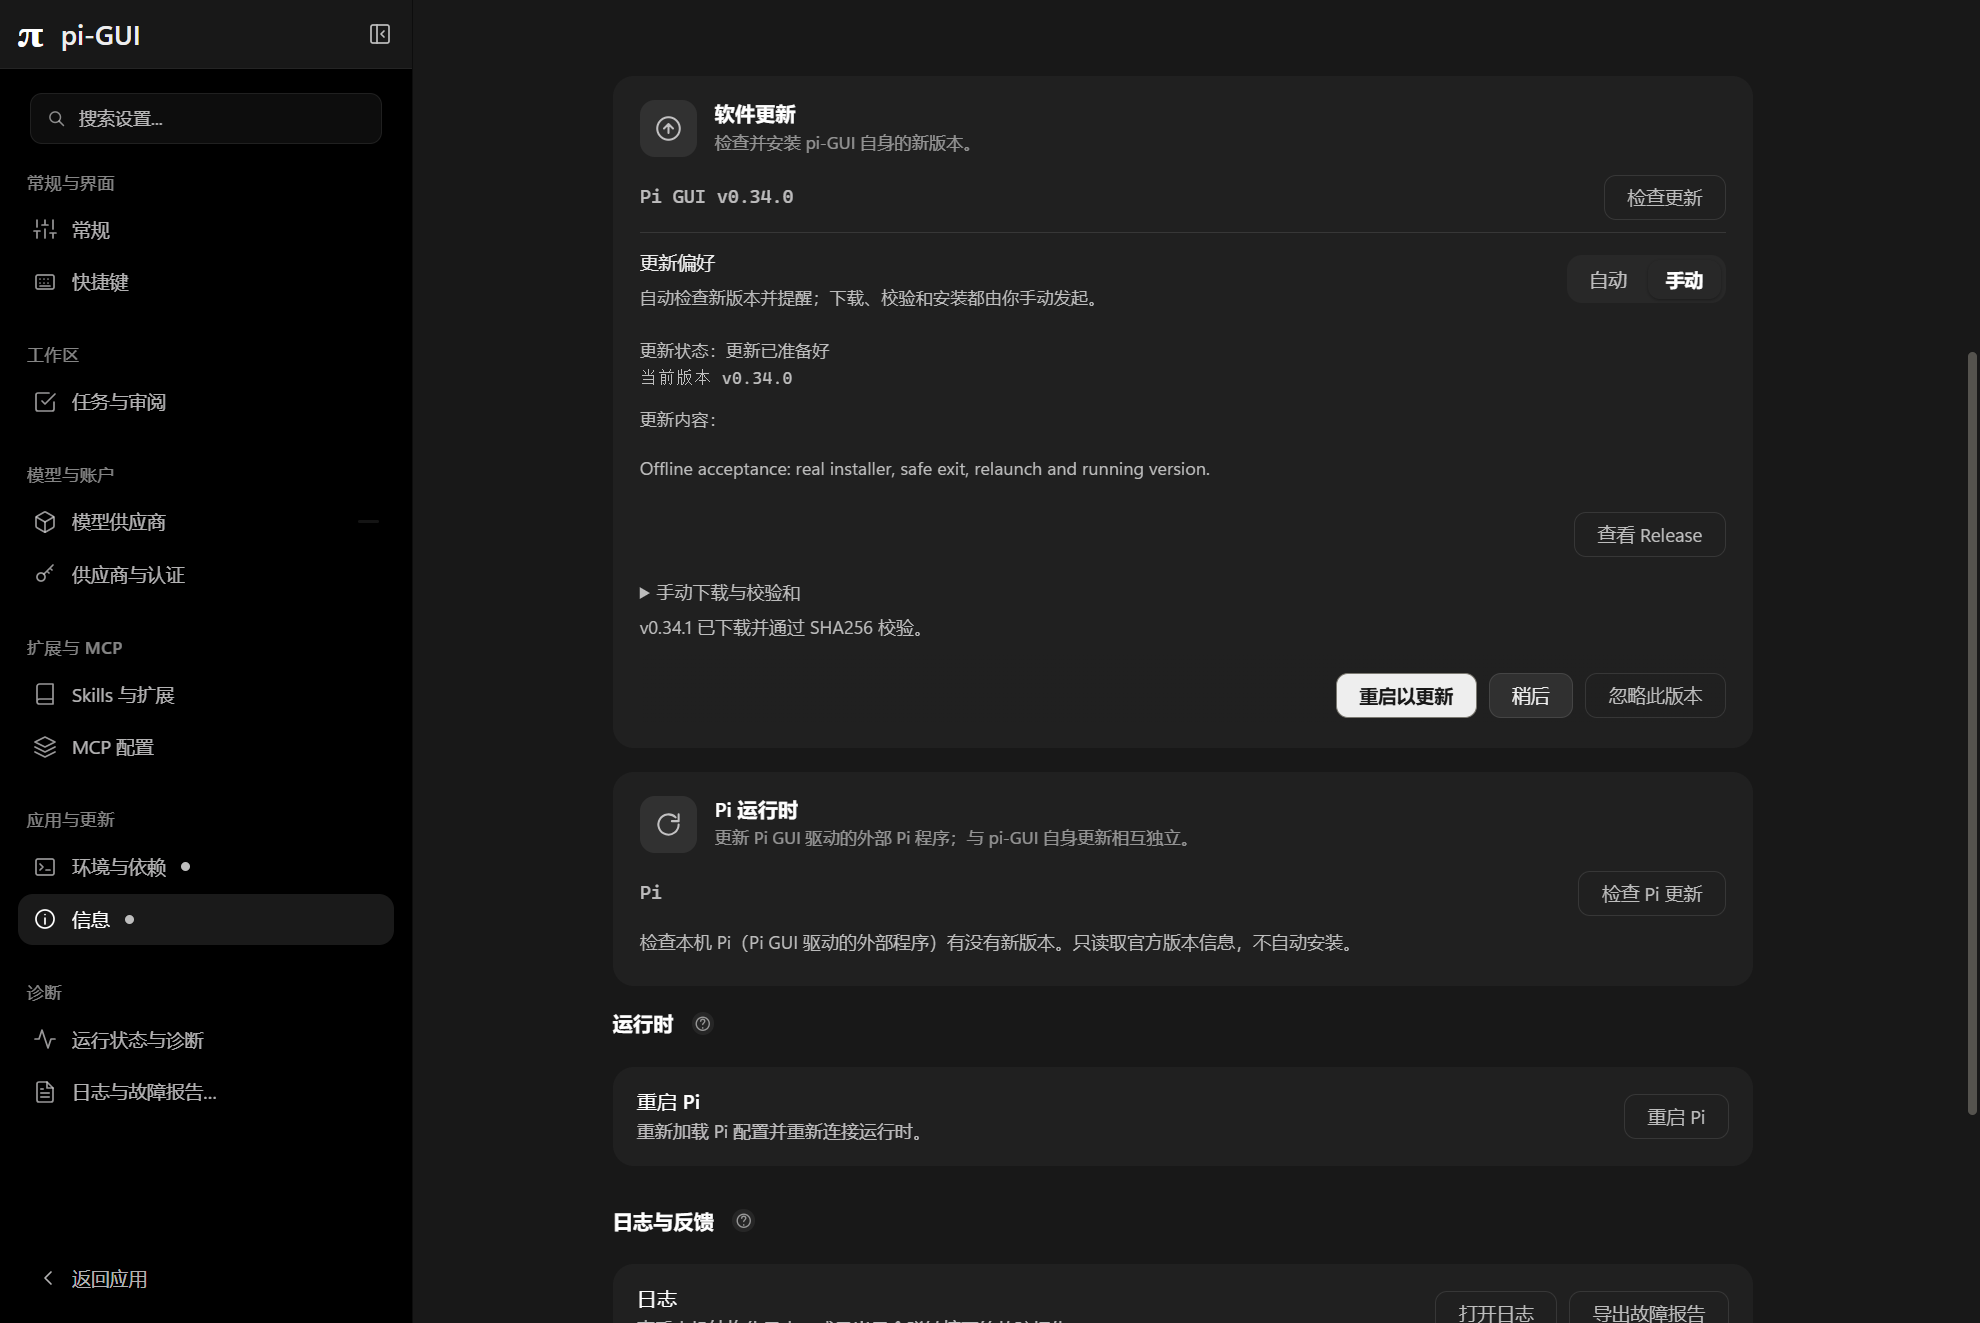 pi-GUI
搜索设置...
常规与界面
常规
快捷键
工作区
任务与审阅
模型与账户
模型供应商
供应商与认证
扩展与 MCP
Skills 与扩展
MCP 配置
应用与更新
环境与依赖
信息
诊断
运行状态与诊断
日志与故障报告...
返回应用
软件更新
检查并安装 pi-GUI 自身的新版本。
Pi GUI v0.34.0
检查更新
更新偏好
自动检查新版本并提醒；下载、校验和安装都由你手动发起。
自动
手动
更新状态：更新已准备好
当前版本 v0.34.0
更新内容：
Offline acceptance: real installer, safe exit, relaunch and running version.
查看 Release
手动下载与校验和
v0.34.1 已下载并通过 SHA256 校验。
重启以更新
稍后
忽略此版本
Pi 运行时
更新 Pi GUI 驱动的外部 Pi 程序；与 pi-GUI 自身更新相互独立。
Pi
检查 Pi 更新
检查本机 Pi（Pi GUI 驱动的外部程序）有没有新版本。只读取官方版本信息，不自动安装。
运行时
重启 Pi
重新加载 Pi 配置并重新连接运行时。
重启 Pi
日志与反馈
日志
打开日志
导出故障报告